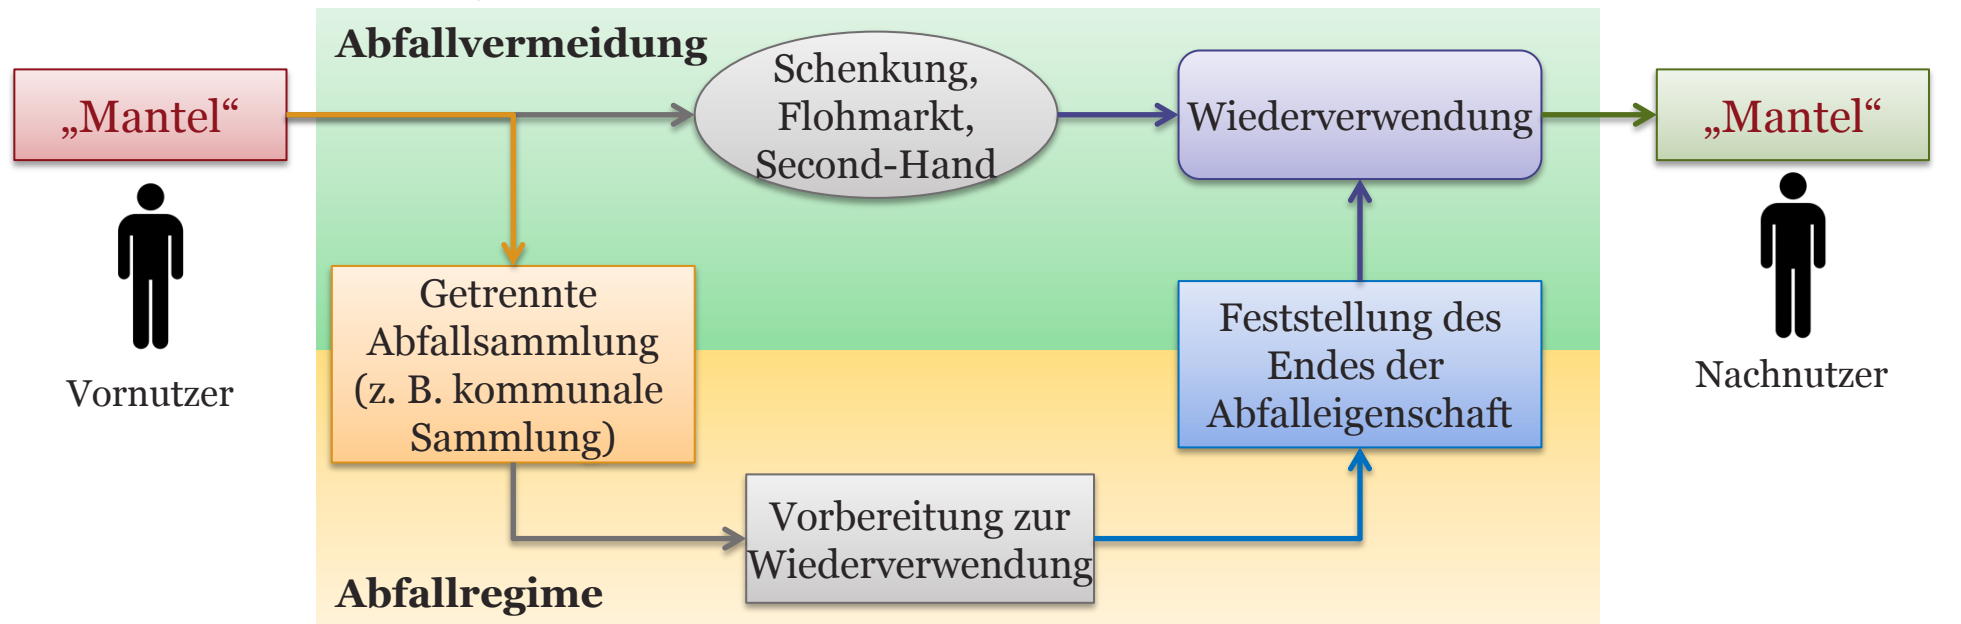 Abfallvermeidung
„Mantel“
Vornutzer
Schenkung,
Flohmarkt,
Second-Hand
Wiederverwendung
„Mantel“
Nachnutzer
Getrennte
Abfallsammlung
(z. B. kommunale
Sammlung)
Feststellung des
Endes der
Abfalleigenschaft
Vorbereitung zur
Wiederverwendung
Abfallregime